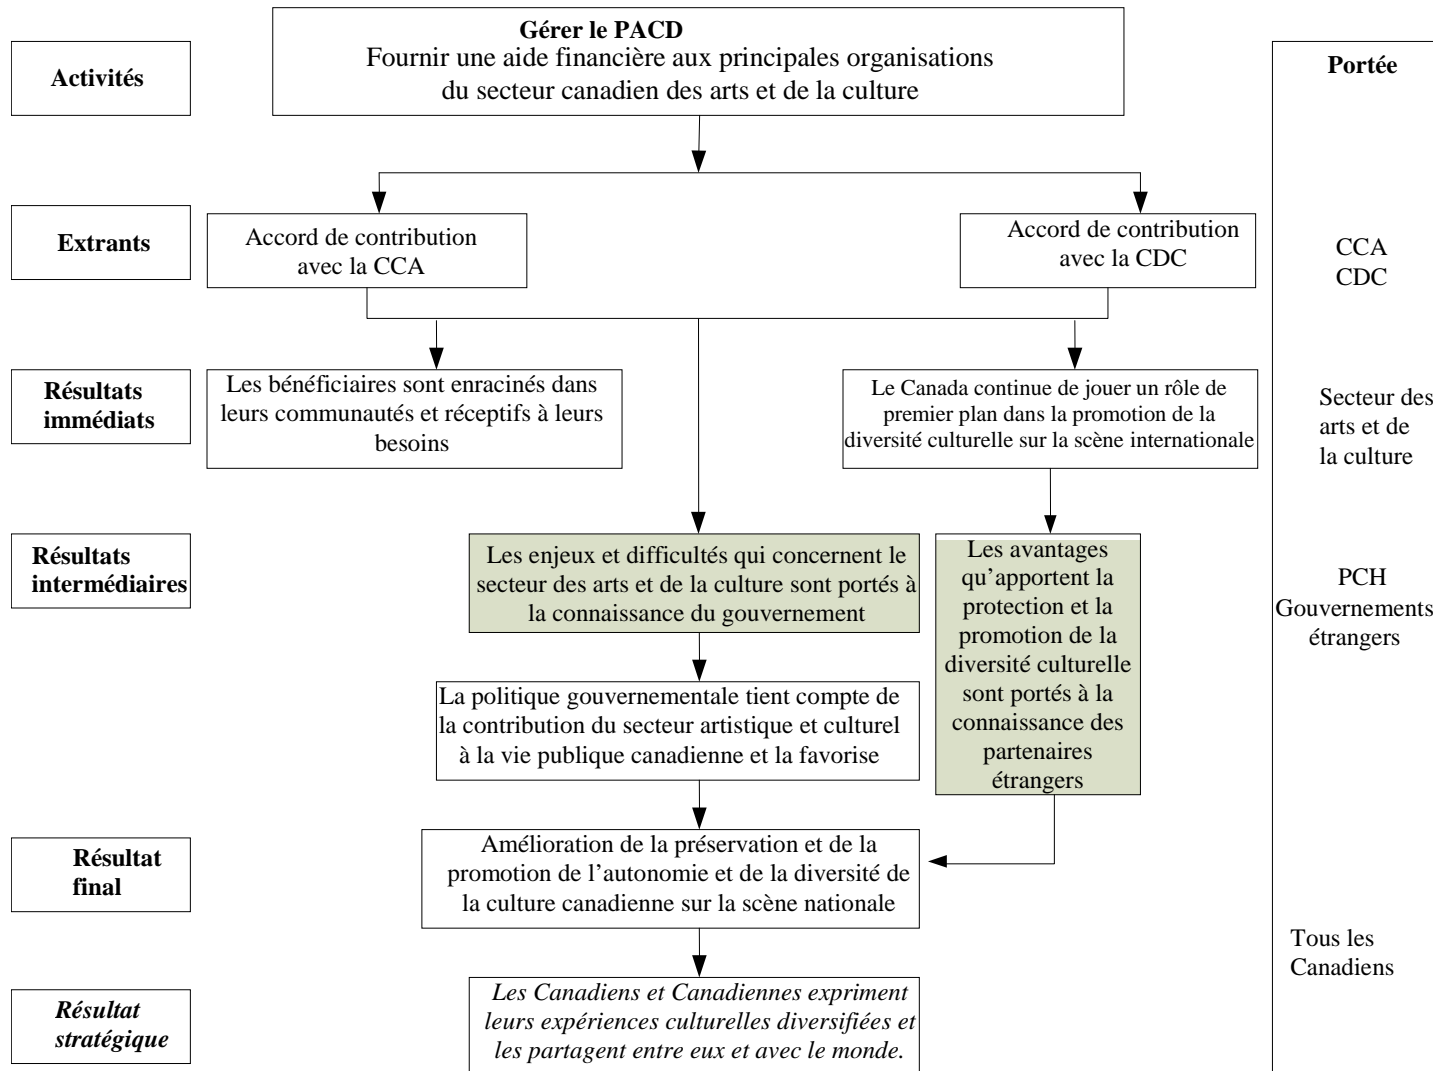 Gérer le PACD
Fournir une aide financière aux principales organisations
du secteur canadien des arts et de la culture
Activités
Portée
Extrants
Accord de contribution
avec la CCA
Accord de contribution
avec la CDC
CCA
CDC
Résultats
immédiats
Les bénéficiaires sont enracinés dans
leurs communautés et réceptifs à leurs
besoins
Le Canada continue de jouer un rôle de
premier plan dans la promotion de la
diversité culturelle sur la scène internationale
Secteur des
arts et de
la culture
Résultats
intermédiaires
Les enjeux et difficultés qui concernent le
secteur des arts et de la culture sont portés à
la connaissance du gouvernement
Les avantages
qu’apportent la
protection et la
promotion de la
diversité culturelle
sont portés à la
connaissance des
partenaires
étrangers
PCH
Gouvernements
étrangers
La politique gouvernementale tient compte de
la contribution du secteur artistique et culturel
à la vie publique canadienne et la favorise
Résultat
final
Amélioration de la préservation et de la
promotion de l’autonomie et de la diversité de
la culture canadienne sur la scène nationale
Tous les
Canadiens
Résultat
stratégique
Les Canadiens et Canadiennes expriment
leurs expériences culturelles diversifiées et
les partagent entre eux et avec le monde.